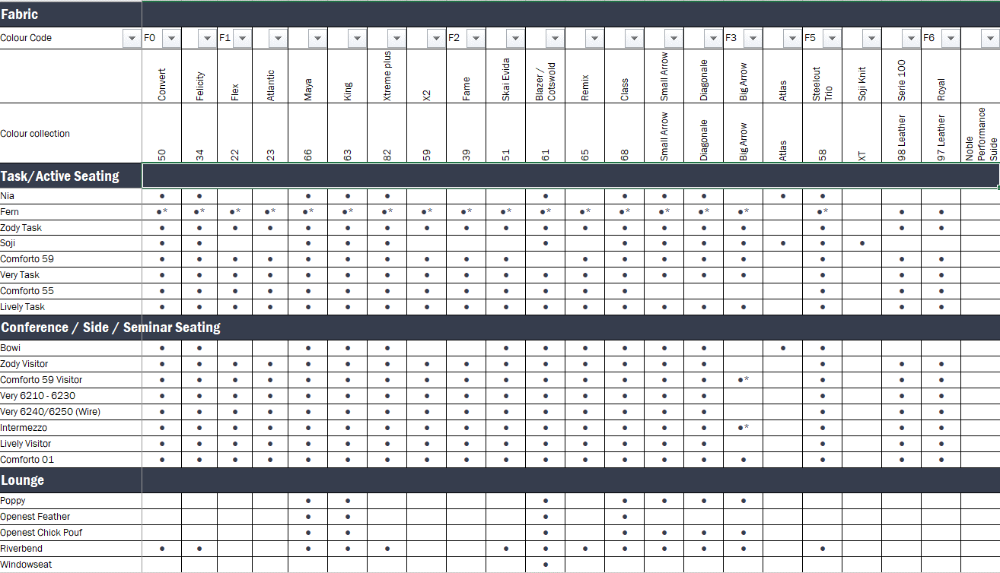 Fabric
Colour Code F0 F1 F2 F3 F5 F6
Convert Felicity Flex Atlantic Maya King Xtreme plus X2 Fame Skai Evida Blazer / Cotswold Remix Class Small Arrow Diagonale Big Arrow Atlas Steelcut Trio Soji Knit Serie 100 Royal
Colour collection 50 34 22 23 66 63 82 59 39 51 61 65 68 Small Arrow Diagonale Big Arrow Atlas 58 XT 98 Leather 97 Leather Noble Performance Suide
Task/Active Seating
Nia ● ● ● ● ● ● ● ● ● ● ●
Fern ●* ●* ●* ●* ●* ●* ●* ●* ●* ●* ●* ●* ●* ●* ●* ●* ●* ● ●
Zody Task ● ● ● ● ● ● ● ● ● ● ● ● ● ● ● ● ● ● ●
Soji ● ● ● ● ● ● ● ● ● ● ● ● ●
Comforto 59 ● ● ● ● ● ● ● ● ● ● ● ● ● ● ● ● ● ●
Very Task ● ● ● ● ● ● ● ● ● ● ● ● ● ● ● ● ● ● ●
Comforto 55 ● ● ● ● ● ● ● ● ● ● ● ● ● ● ● ●
Lively Task ● ● ● ● ● ● ● ● ● ● ● ● ● ● ● ● ● ● ●
Conference / Side / Seminar Seating
Bowi ● ● ● ● ● ● ● ● ● ● ● ● ●
Zody Visitor ● ● ● ● ● ● ● ● ● ● ● ● ● ● ● ● ● ●
Comforto 59 Visitor ● ● ● ● ● ● ● ● ● ● ● ● ● ● ● ●* ● ● ●
Very 6210 - 6230 ● ● ● ● ● ● ● ● ● ● ● ● ● ● ● ● ● ●
Very 6240/6250 (Wire) ● ● ● ● ● ● ● ● ● ● ● ● ● ● ● ● ● ●
Intermezzo ● ● ● ● ● ● ● ● ● ● ● ● ● ● ● ●* ● ● ●
Lively Visitor ● ● ● ● ● ● ● ● ● ● ● ● ● ● ● ● ● ●
Comforto 01 ● ● ● ● ● ● ● ● ● ● ● ● ● ● ● ● ● ● ●
Lounge
Poppy ● ● ● ● ● ● ●
Openest Feather ● ● ● ●
Openest Chick Pouf ● ● ● ● ● ● ●
Riverbend ● ● ● ● ● ● ● ● ● ● ● ● ●
Windowseat ●